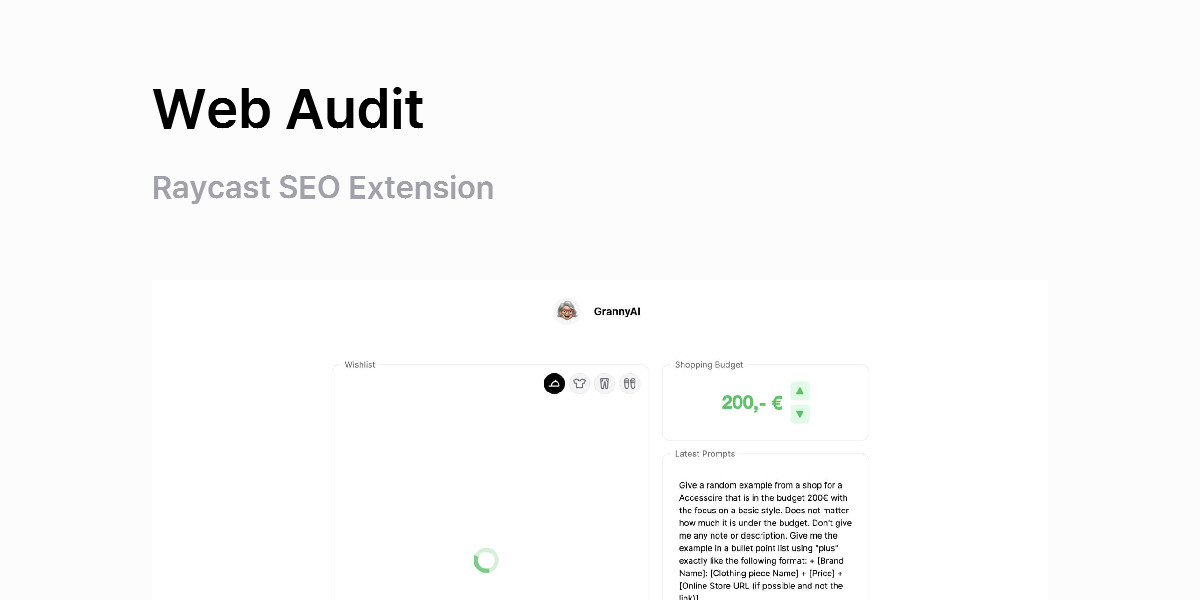 Web Audit
Raycast SEO Extension
GrannyAI
Wishlist
Shopping Budget
200,- €
Latest Prompts
Give a random example from a shop for a
Accessoire that is in the budget 200€ with
the focus on a basic style. Does not matter
how much it is under the budget. Don't give
me any note or description. Give me the
example in a bullet point list using "plus"
exactly like the following format: + [Brand
Name]: [Clothing piece Name] + [Price] +
[Online Store URL (if possible and not the
link)]